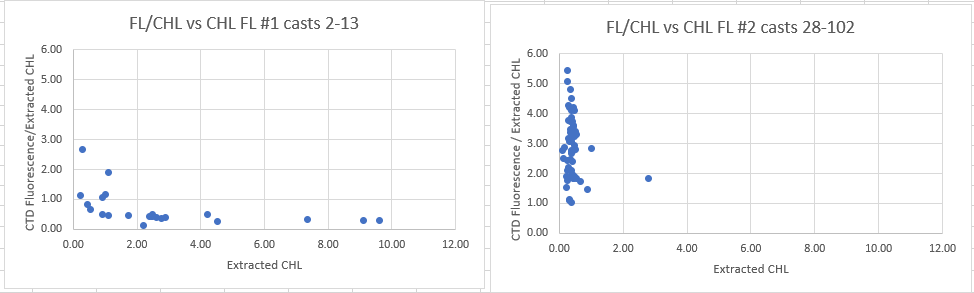 FL/CHL vs CHL FL #1 casts 2-13
6.00
5.00
4.00
3.00
2.00
1.00
0.00
0.00 2.00 4.00 6.00 8.00 10.00 12.00
CTD Fluorescence/Extracted CHL
Extracted CHL
FL/CHL vs CHL FL #2 casts 28-102
6.00
5.00
4.00
3.00
2.00
1.00
0.00
0.00 2.00 4.00 6.00 8.00 10.00 12.00
CTD Fluorescence / Extracted CHL
Extracted CHL